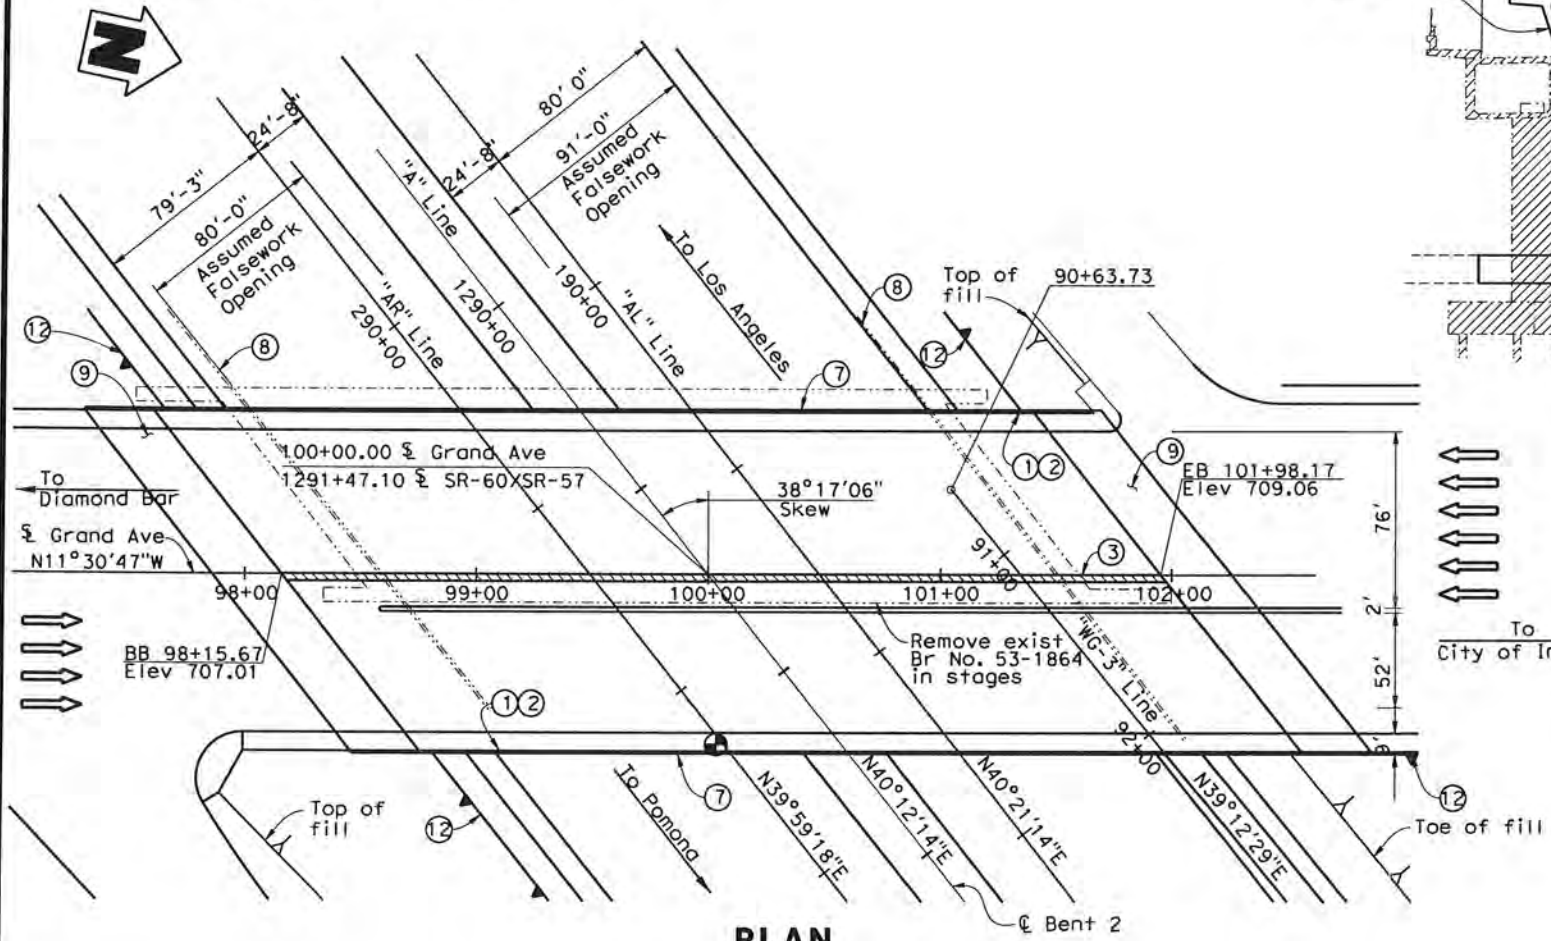 N
79'-3"
24'-8"
80'-0"
Assumed
Falsework
Opening
"AR" Line
290+00
"A" Line
1290+00
24'-8"
80' 0"
91'-0"
Assumed
Falsework
Opening
190+00
"AL" Line
To Los Angeles
Top of
fill
90+63.73
8
12
9
8
12
7
1 2
9
100+00.00 ℄ Grand Ave
1291+47.10 ℄ SR-60/SR-57
38°17'06"
Skew
EB 101+98.17
Elev 709.06
To
Diamond Bar
℄ Grand Ave
N11°30'47"W
91+00
3
76'
98+00
99+00
100+00
101+00
102+00
2'
BB 98+15.67
Elev 707.01
Remove exist
Br No. 53-1864
in stages
"WG-3" Line
52'
To
City of
1 2
92+00
Top of
fill
12
To Pomona
7
N39°59'18"E
N40°12'14"E
N40°21'14"E
N39°12'29"E
12
Toe of fill
℄ Bent 2
PLAN